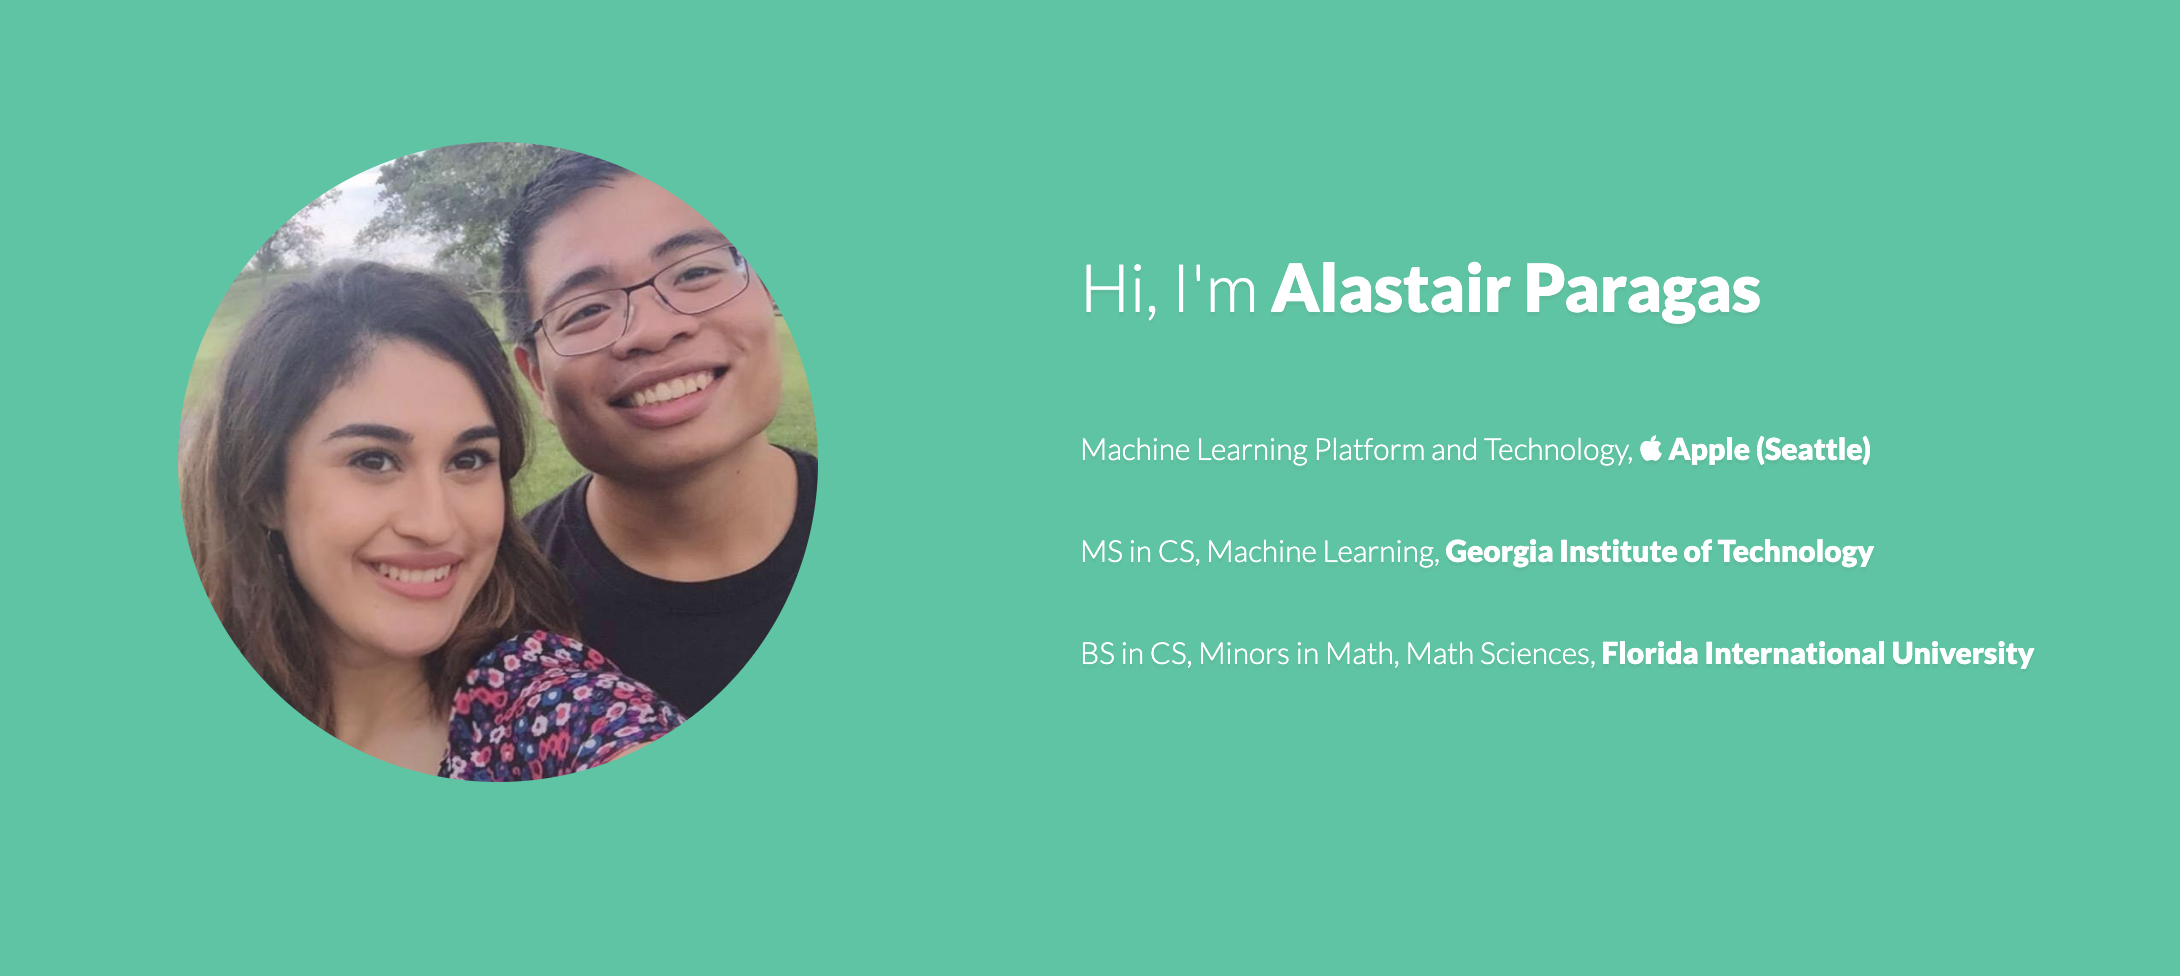 Hi, I'm Alastair Paragas
Machine Learning Platform and Technology, Apple (Seattle)
MS in CS, Machine Learning, Georgia Institute of Technology
BS in CS, Minors in Math, Math Sciences, Florida International University